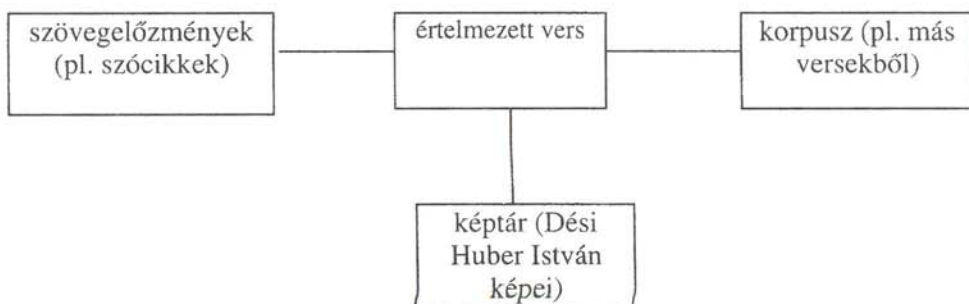 szövegelőzmények
(pl. szócikkek)
értelmezett vers
korpusz (pl. más
versekből)
képtár (Dési
Huber István
képei)